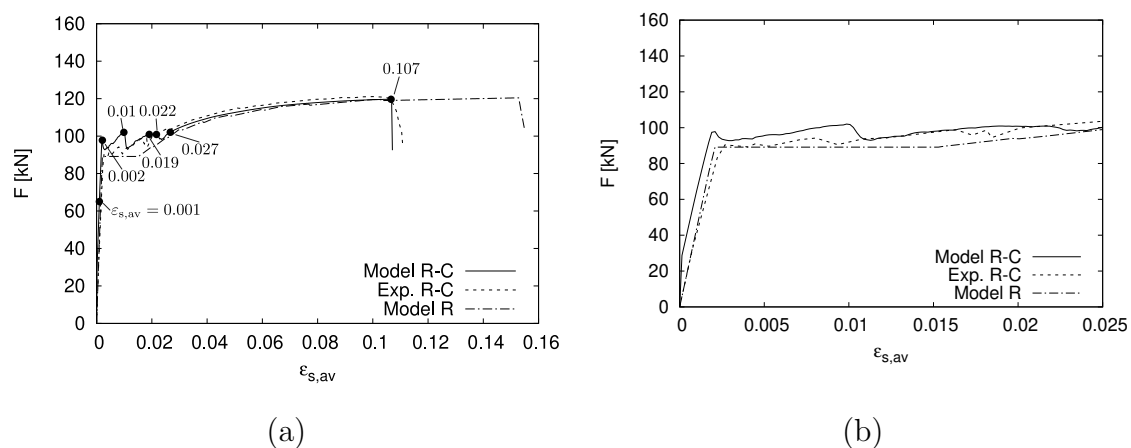 160
140
120
100
80
60
40
20
0
F [kN]
0.107
0.01
0.022
0.027
0.019
0.002
εs,av = 0.001
Model R-C
Exp. R-C
Model R
0 0.02 0.04 0.06 0.08 0.1 0.12 0.14 0.16
εs,av
(a)
160
140
120
100
80
60
40
20
0
F [kN]
Model R-C
Exp. R-C
Model R
0 0.005 0.01 0.015 0.02 0.025
εs,av
(b)